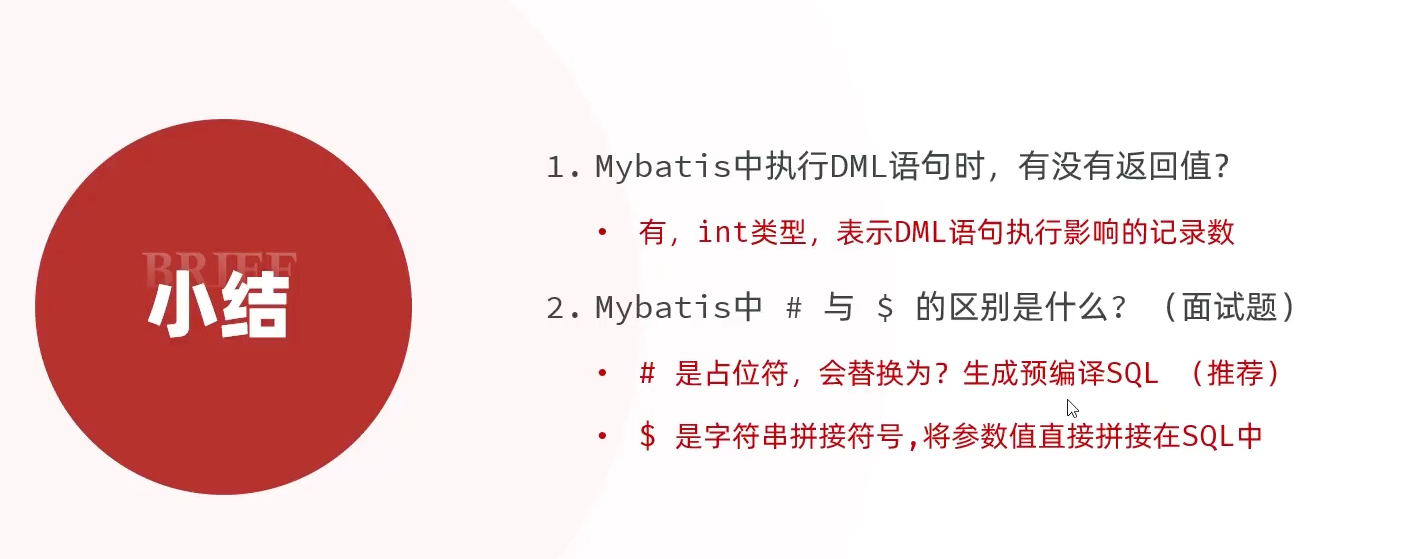 BRIEF
小结
1. Mybatis中执行DML语句时，有没有返回值？
• 有，int类型，表示DML语句执行影响的记录数
2. Mybatis中 # 与 $ 的区别是什么？（面试题）
• # 是占位符，会替换为？生成预编译SQL （推荐）
• $ 是字符串拼接符号,将参数值直接拼接在SQL中